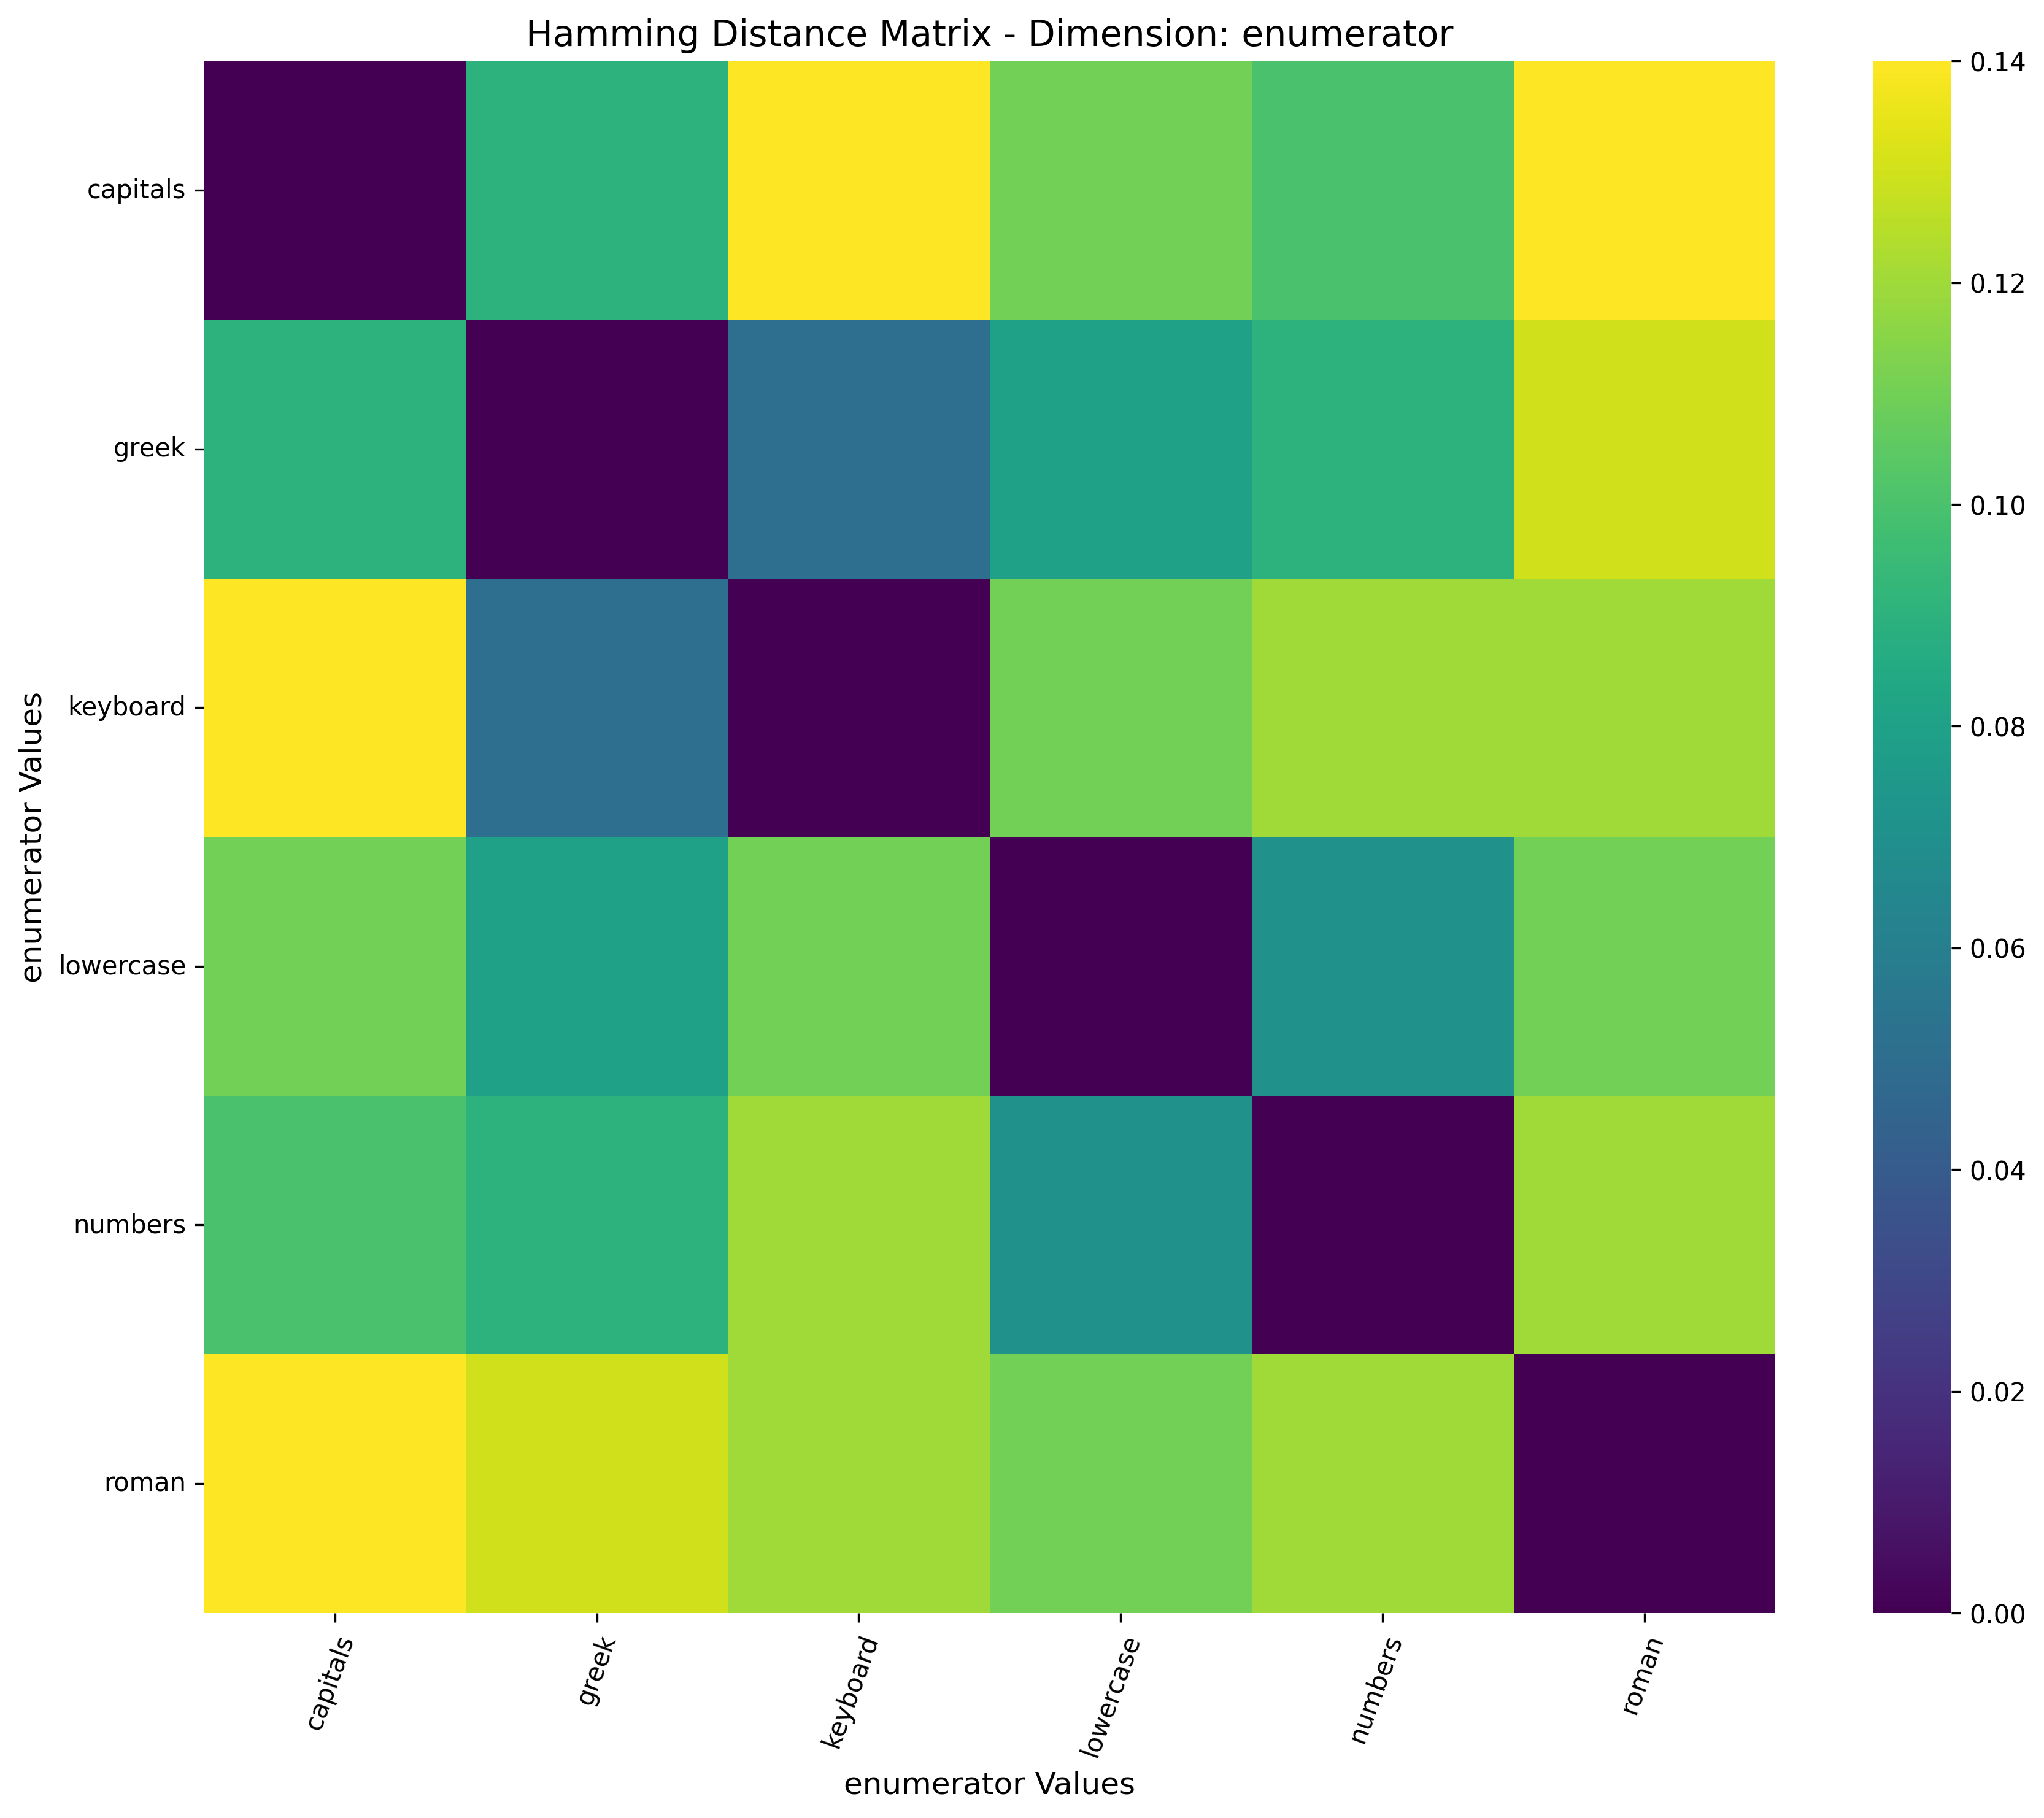 Hamming Distance Matrix - Dimension: enumerator
enumerator Values
capitals
greek
keyboard
lowercase
numbers
roman
capitals
greek
keyboard
lowercase
numbers
roman
enumerator Values
0.14
0.12
0.10
0.08
0.06
0.04
0.02
0.00